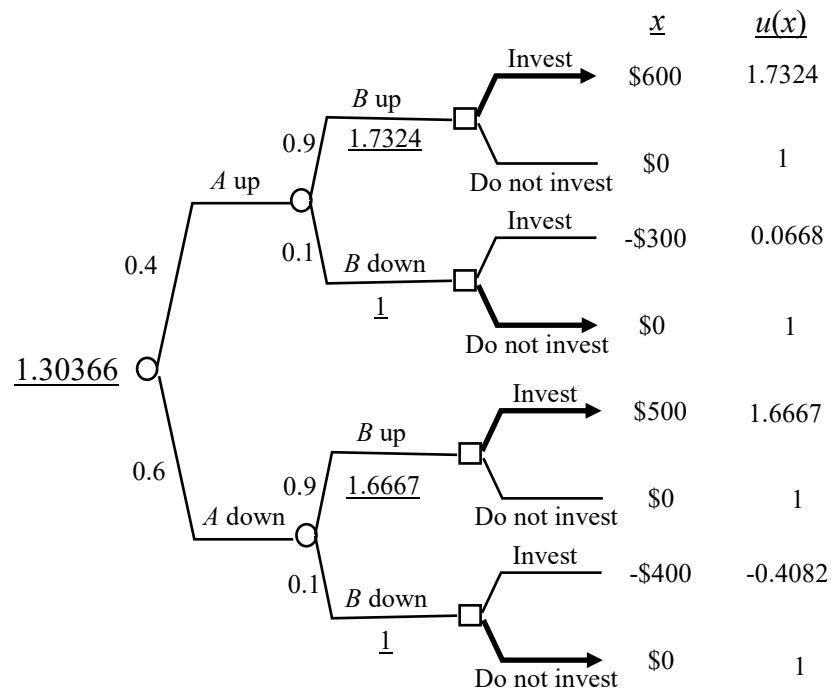 x u(x)
Invest $600 1.7324
B up
0.9 1.7324
$0 1
Do not invest
A up
Invest
-$300 0.0668
0.1 B down
0.4
1
$0 1
Do not invest
1.30366
Invest
$500 1.6667
B up
0.6
0.9 1.6667
$0 1
A down Do not invest
Invest
-$400 -0.4082
0.1 B down
1
$0 1
Do not invest